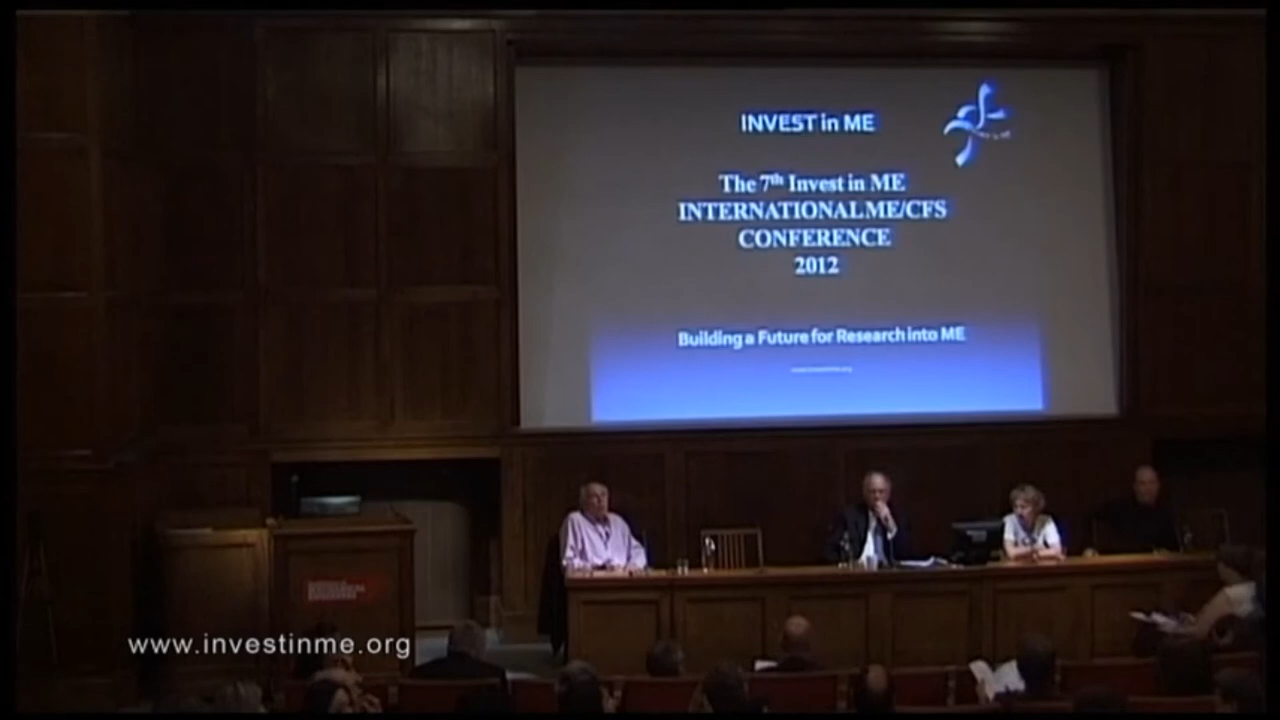 INVEST in ME
The 7th Invest in ME
INTERNATIONAL ME/CFS
CONFERENCE
2012
Building a Future for Research into ME
www.investinme.org